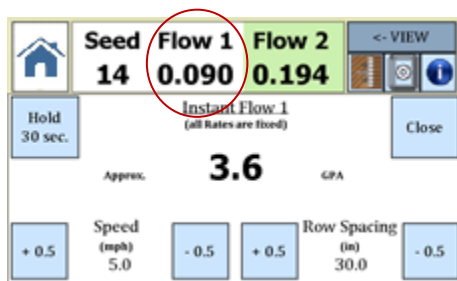 Seed Flow 1 Flow 2 <- VIEW
14 0.090 0.194
Hold
30 sec.
Instant Flow 1
(all Rates are fixed)
Close
Approx. 3.6 GPA
Speed
(mph)
5.0
+ 0.5 - 0.5
Row Spacing
(in)
30.0
+ 0.5 - 0.5